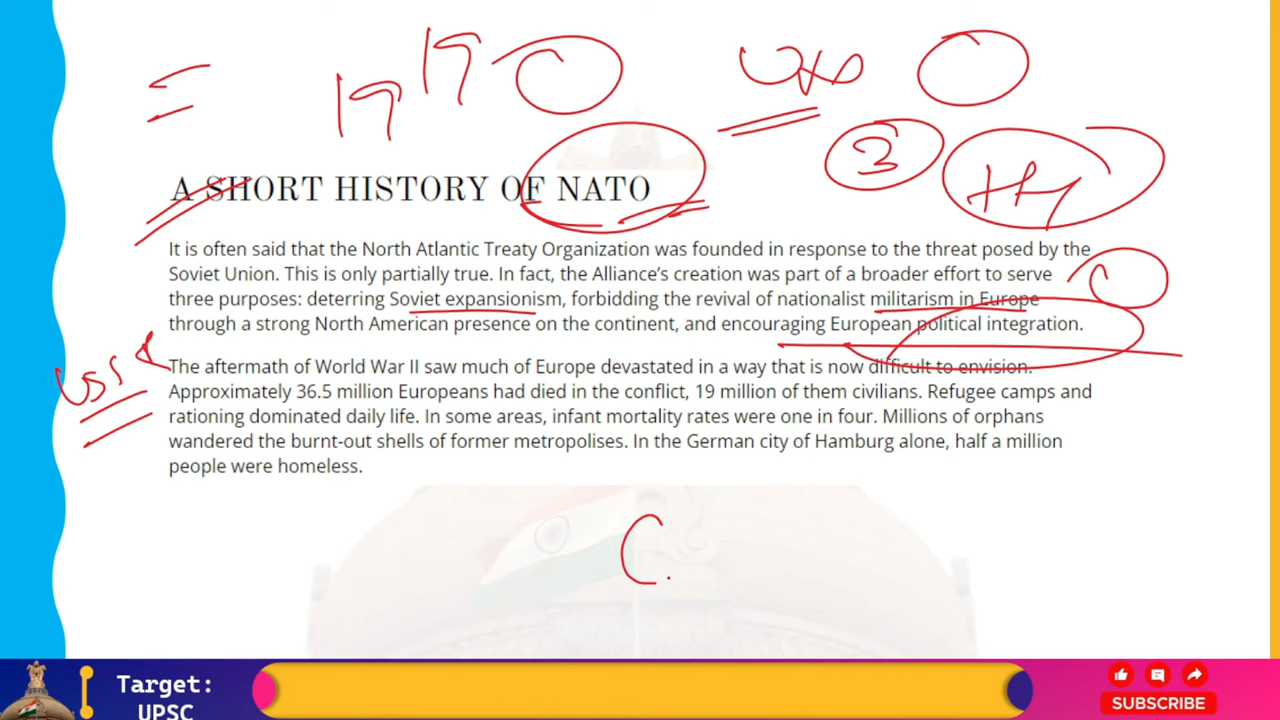 1919
3
A SHORT HISTORY OF NATO
It is often said that the North Atlantic Treaty Organization was founded in response to the threat posed by the
Soviet Union. This is only partially true. In fact, the Alliance's creation was part of a broader effort to serve
three purposes: deterring Soviet expansionism, forbidding the revival of nationalist militarism in Europe
through a strong North American presence on the continent, and encouraging European political integration.
USSR
The aftermath of World War II saw much of Europe devastated in a way that is now difficult to envision.
Approximately 36.5 million Europeans had died in the conflict, 19 million of them civilians. Refugee camps and
rationing dominated daily life. In some areas, infant mortality rates were one in four. Millions of orphans
wandered the burnt-out shells of former metropolises. In the German city of Hamburg alone, half a million
people were homeless.
Target:
UPSC
SUBSCRIBE